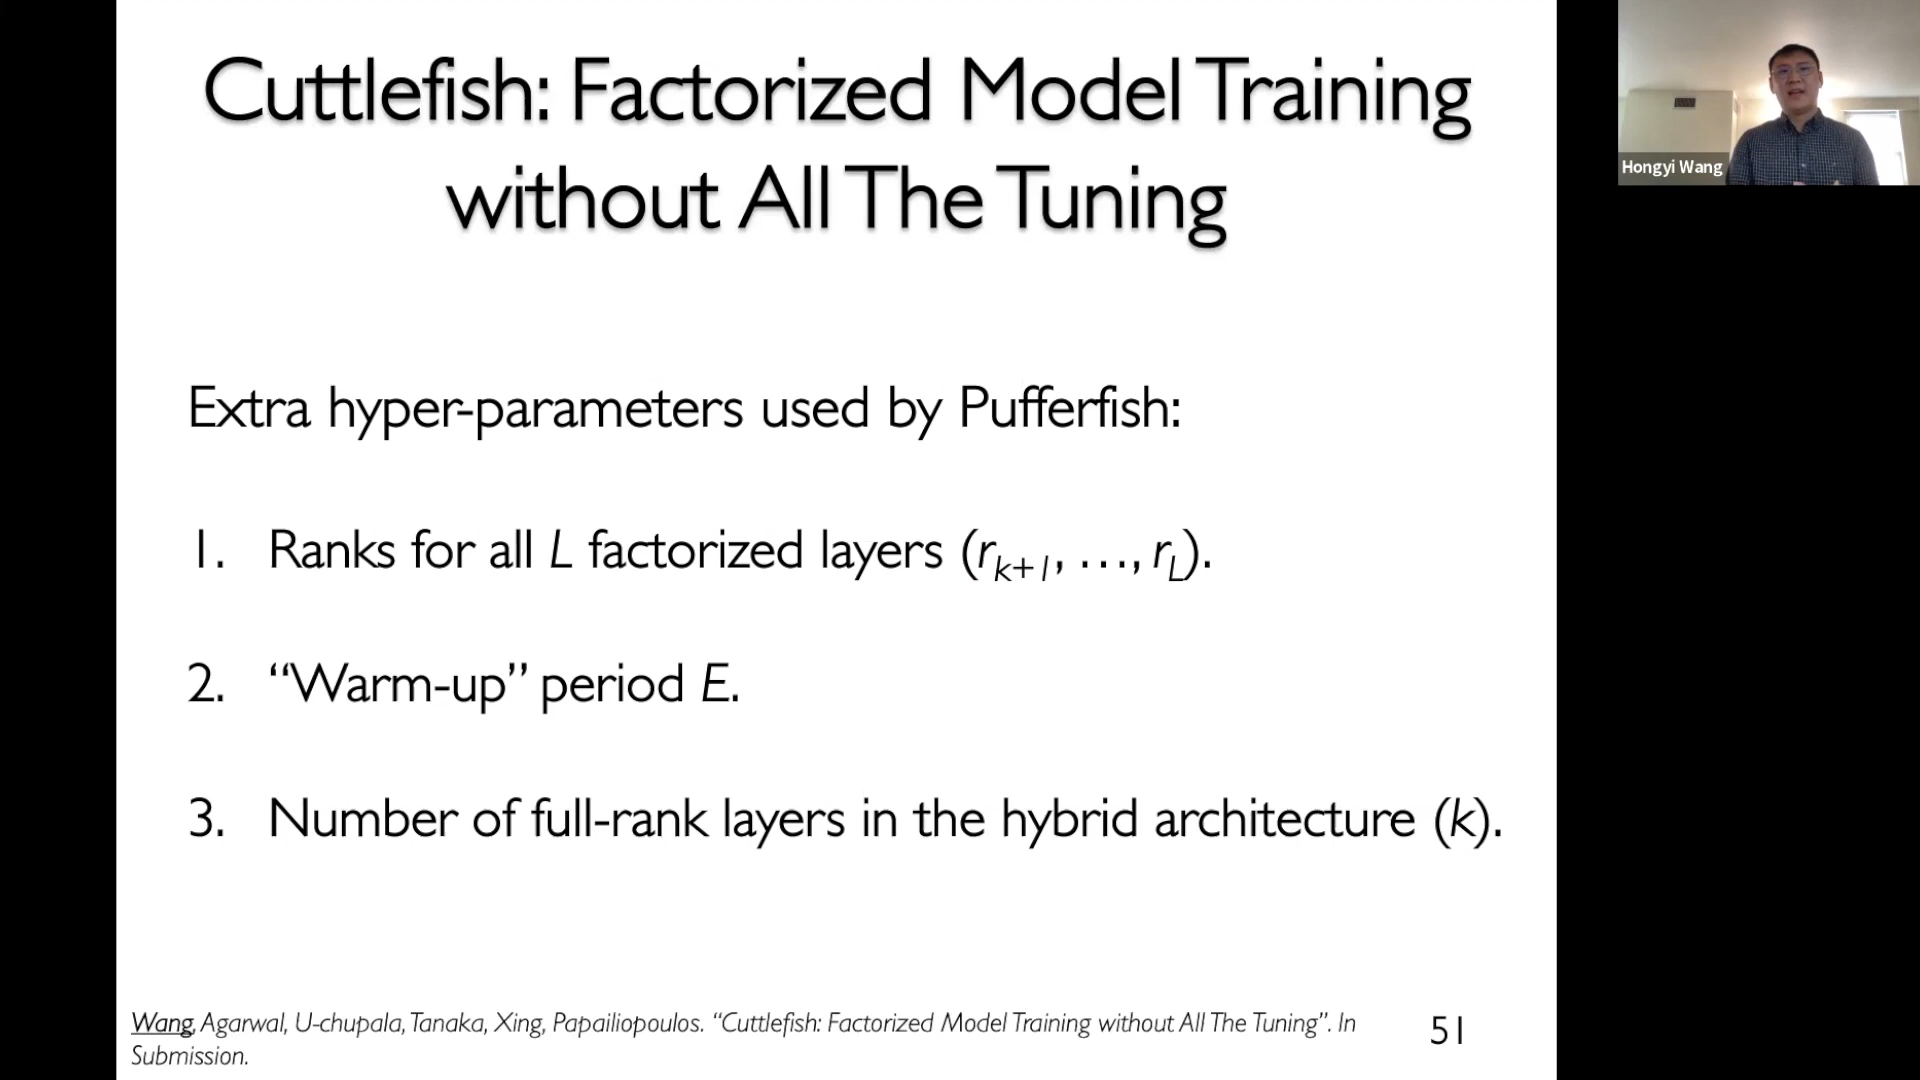 Cuttlefish: Factorized Model Training
without All The Tuning
Hongyi Wang
Extra hyper-parameters used by Pufferfish:
1. Ranks for all L factorized layers (r_{k+1}, …, r_L).
2. “Warm-up” period E.
3. Number of full-rank layers in the hybrid architecture (k).
Wang, Agarwal, U-chupala, Tanaka, Xing, Papailiopoulos. “Cuttlefish: Factorized Model Training without All The Tuning”. In
Submission.
51